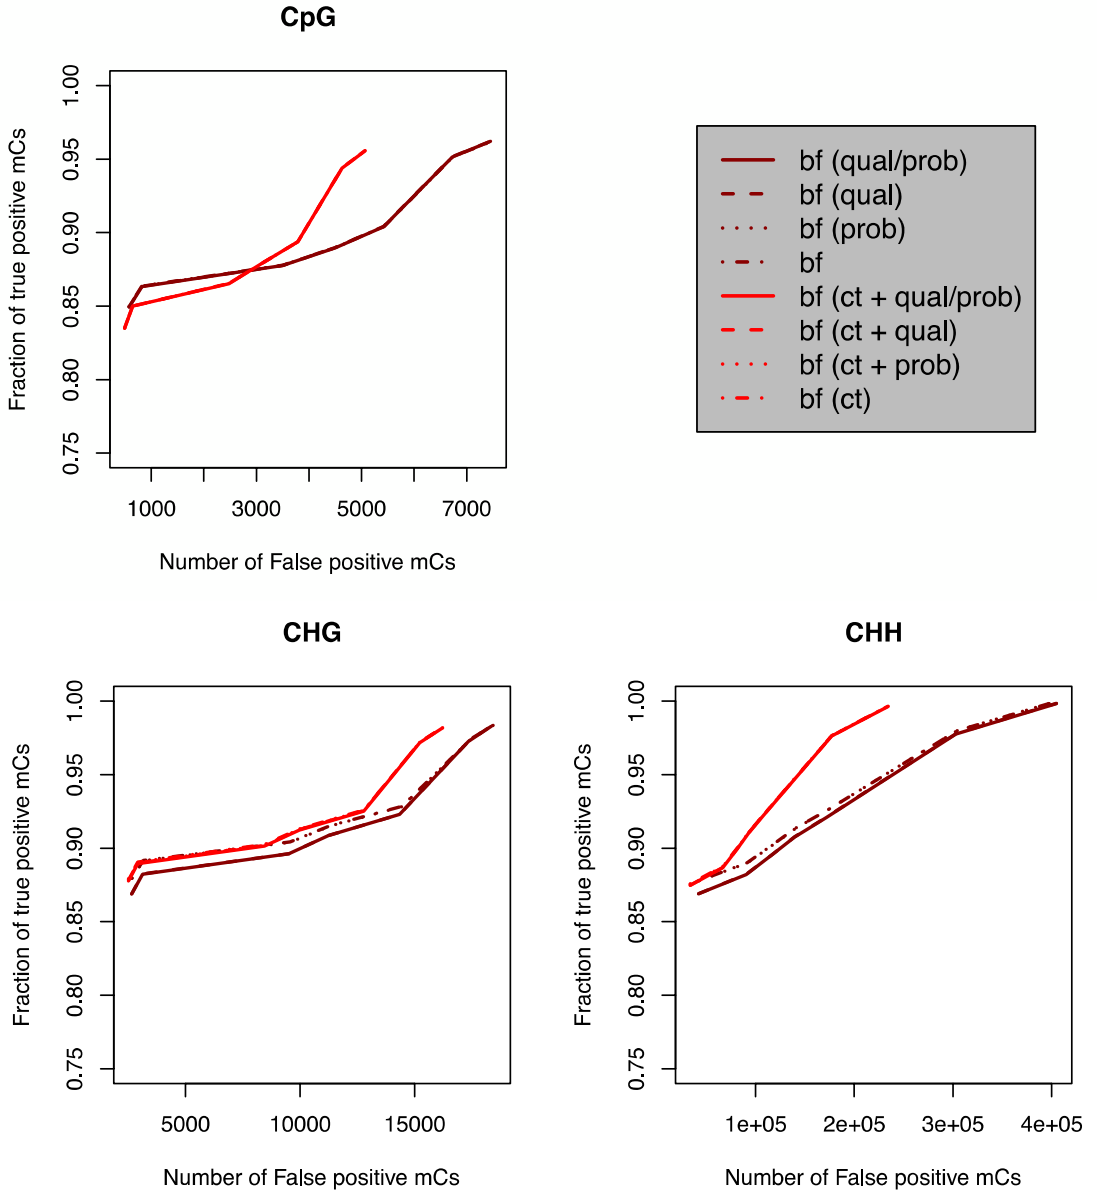 CpG
Fraction of true positive mCs
1.00
0.95
0.90
0.85
0.80
0.75
1000
3000
5000
7000
Number of False positive mCs
bf (qual/prob)
bf (qual)
bf (prob)
bf
bf (ct + qual/prob)
bf (ct + qual)
bf (ct + prob)
bf (ct)
CHG
Fraction of true positive mCs
1.00
0.95
0.90
0.85
0.80
0.75
5000
10000
15000
Number of False positive mCs
CHH
Fraction of true positive mCs
1.00
0.95
0.90
0.85
0.80
0.75
1e+05
2e+05
3e+05
4e+05
Number of False positive mCs